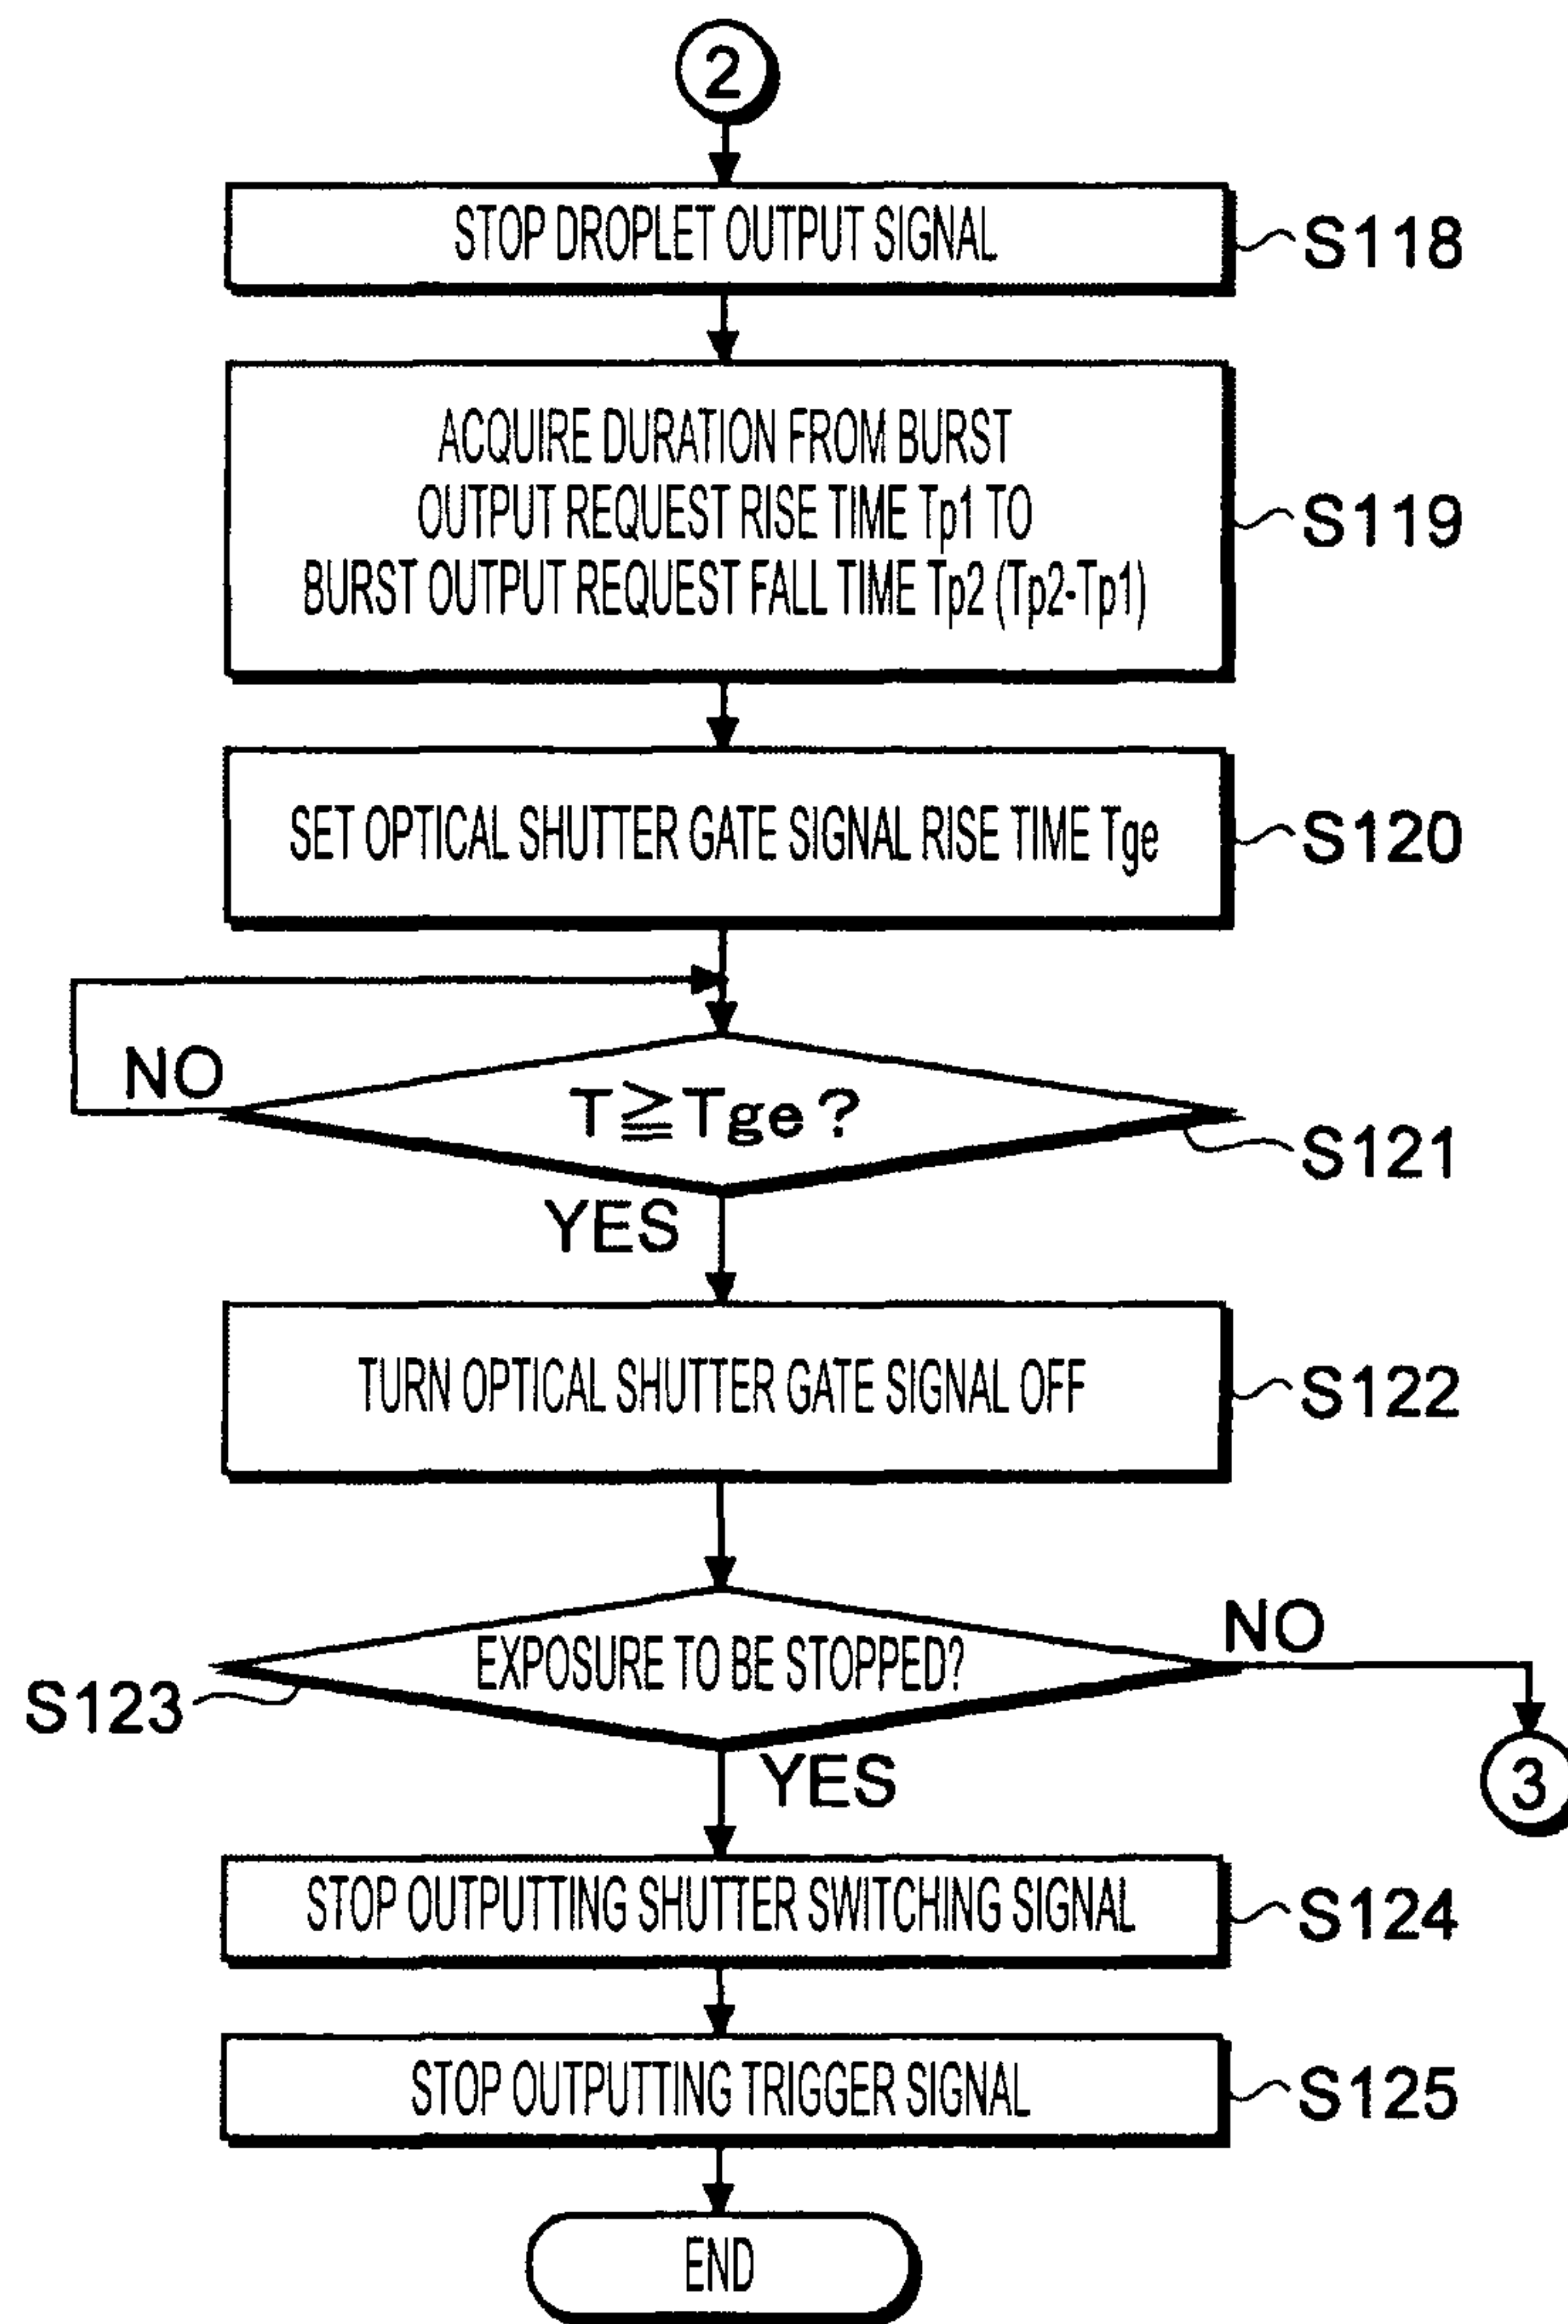 2
STOP DROPLET OUTPUT SIGNAL
S118
ACQUIRE DURATION FROM BURST
OUTPUT REQUEST RISE TIME Tp1 TO
BURST OUTPUT REQUEST FALL TIME Tp2 (Tp2-Tp1)
S119
SET OPTICAL SHUTTER GATE SIGNAL RISE TIME Tge
S120
NO
T≧Tge?
S121
YES
TURN OPTICAL SHUTTER GATE SIGNAL OFF
S122
EXPOSURE TO BE STOPPED?
NO
S123
YES
3
STOP OUTPUTTING SHUTTER SWITCHING SIGNAL
S124
STOP OUTPUTTING TRIGGER SIGNAL
S125
END